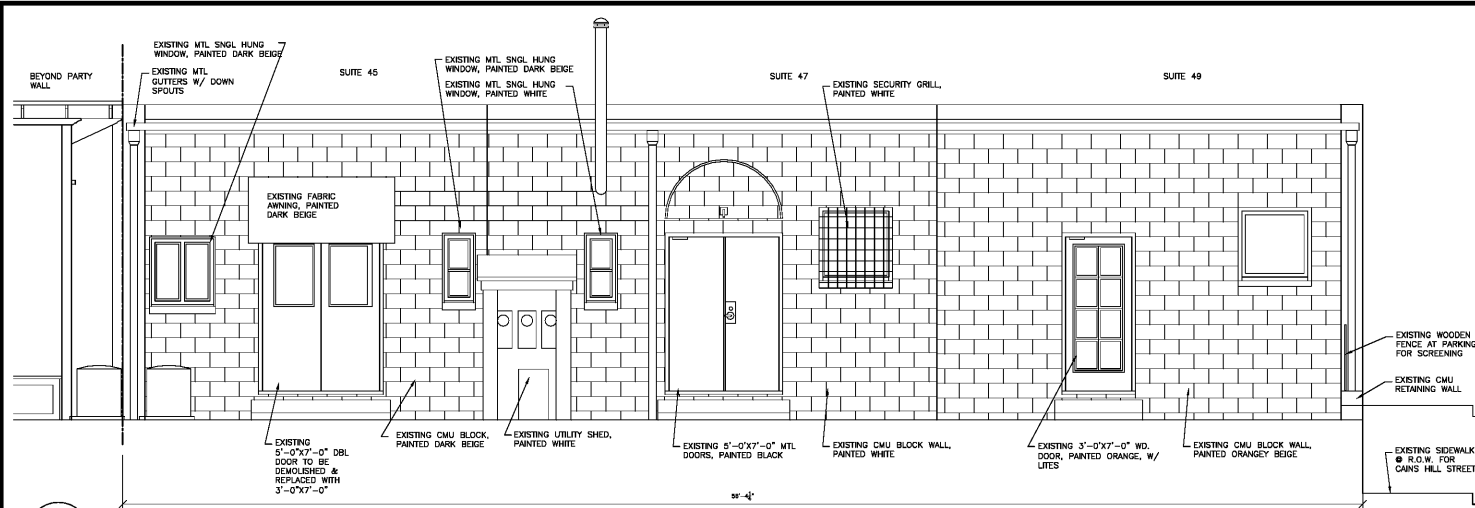 EXISTING MTL SNGL HUNG
WINDOW, PAINTED DARK BEIGE
BEYOND PARTY
WALL
EXISTING MTL
GUTTERS W/ DOWN
SPOUTS
SUITE 45
EXISTING MTL SNGL HUNG
WINDOW, PAINTED DARK BEIGE
EXISTING MTL SNGL HUNG
WINDOW, PAINTED WHITE
SUITE 47
EXISTING SECURITY GRILL,
PAINTED WHITE
SUITE 49
EXISTING FABRIC
AWNING, PAINTED
DARK BEIGE
EXISTING WOODEN
FENCE AT PARKING
FOR SCREENING
EXISTING CMU
RETAINING WALL
EXISTING
5'-0"X7'-0" DBL
DOOR TO BE
DEMOLISHED &
REPLACED WITH
3'-0"X7'-0"
EXISTING CMU BLOCK,
PAINTED DARK BEIGE
EXISTING UTILITY SHED,
PAINTED WHITE
EXISTING 5'-0"X7'-0" MTL
DOORS, PAINTED BLACK
EXISTING CMU BLOCK WALL,
PAINTED WHITE
EXISTING 3'-0"X7'-0" WD.
DOOR, PAINTED ORANGE, W/
LITES
EXISTING CMU BLOCK WALL,
PAINTED ORANGEY BEIGE
EXISTING SIDEWALK
@ R.O.W. FOR
CAINS HILL STREET